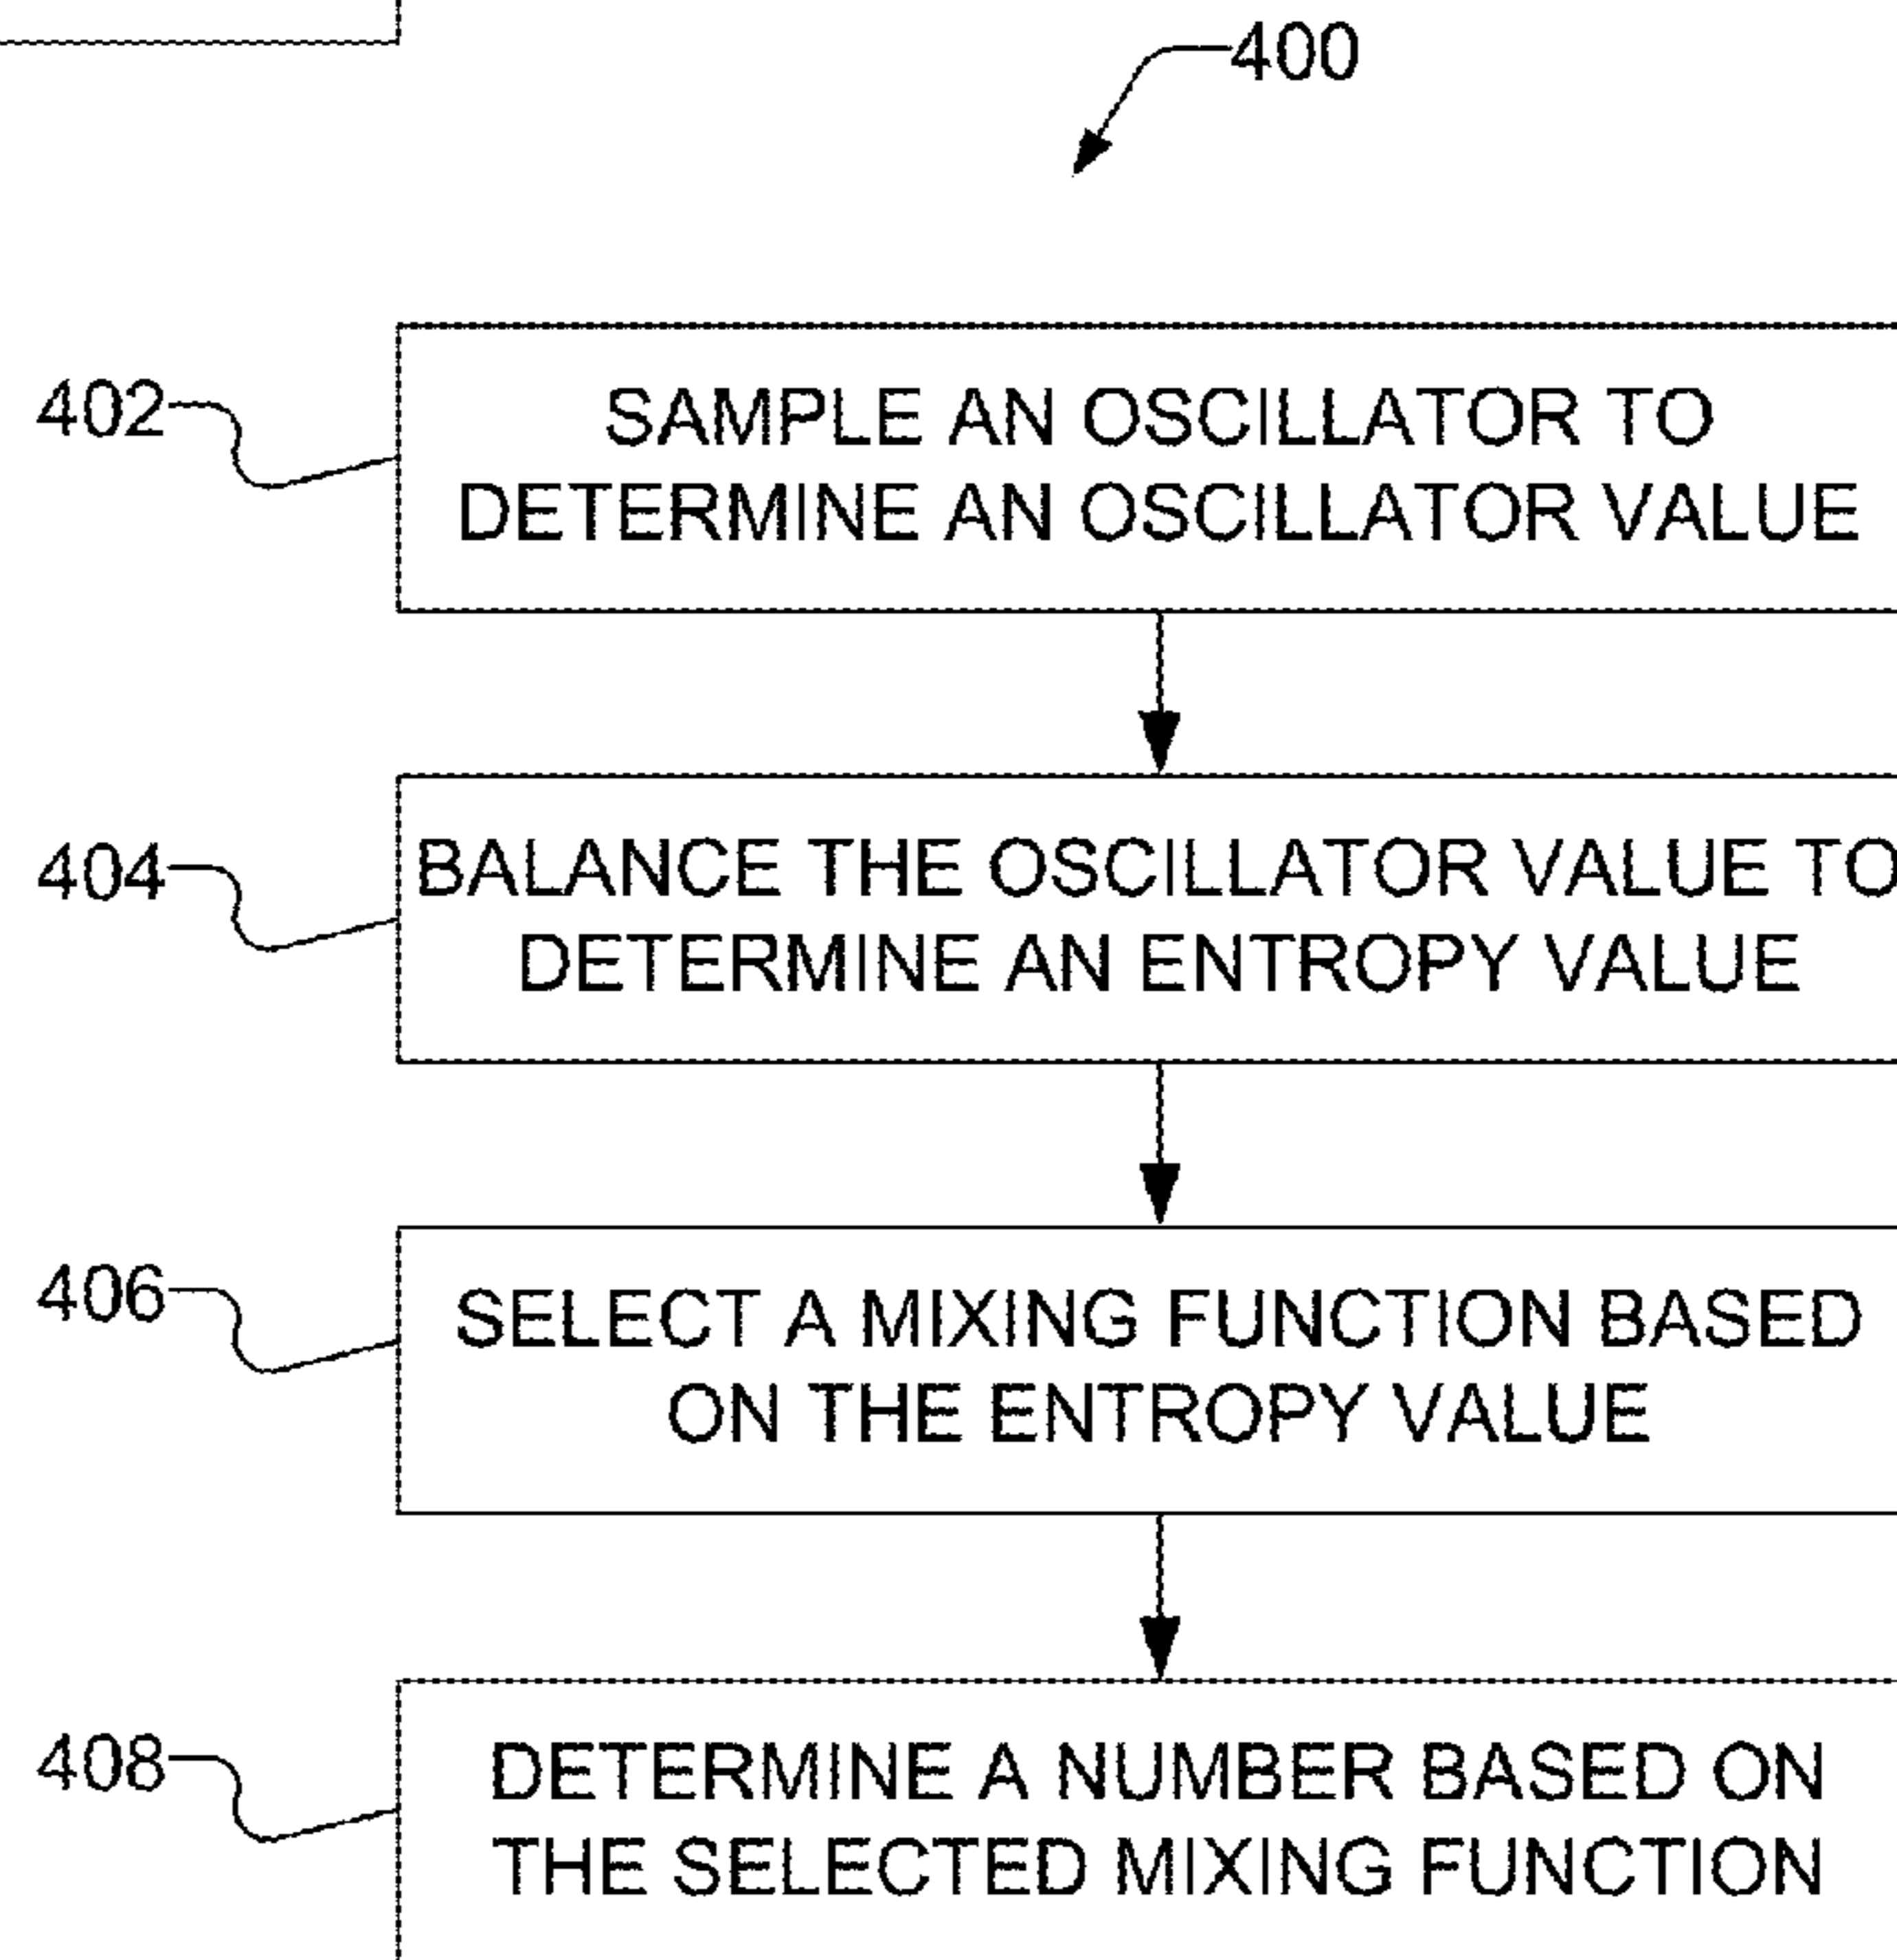 400
402
SAMPLE AN OSCILLATOR TO
DETERMINE AN OSCILLATOR VALUE
404
BALANCE THE OSCILLATOR VALUE TO
DETERMINE AN ENTROPY VALUE
406
SELECT A MIXING FUNCTION BASED
ON THE ENTROPY VALUE
408
DETERMINE A NUMBER BASED ON
THE SELECTED MIXING FUNCTION